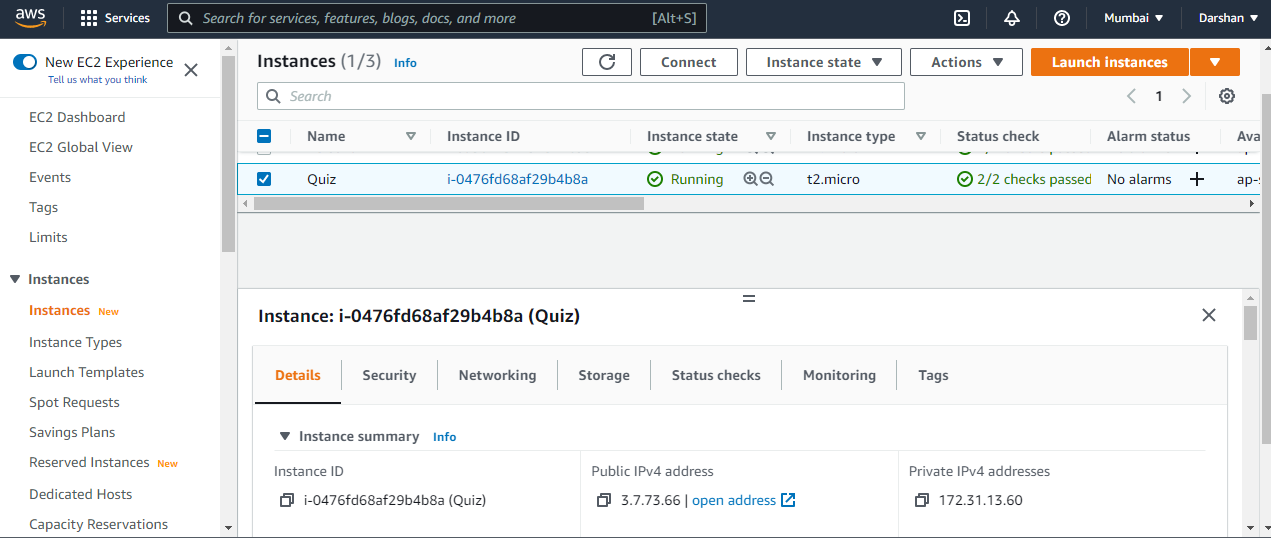 aws Services Search for services, features, blogs, docs, and more [Alt+S] Mumbai Darshan
New EC2 Experience
Tell us what you think
EC2 Dashboard
EC2 Global View
Events
Tags
Limits
Instances
Instances New
Instance Types
Launch Templates
Spot Requests
Savings Plans
Reserved Instances New
Dedicated Hosts
Capacity Reservations
Instances (1/3) Info Connect Instance state Actions Launch instances
Search 1
Name Instance ID Instance state Instance type Status check Alarm status Ava
Quiz i-0476fd68af29b4b8a Running t2.micro 2/2 checks passed No alarms ap-s
Instance: i-0476fd68af29b4b8a (Quiz)
Details Security Networking Storage Status checks Monitoring Tags
Instance summary Info
Instance ID Public IPv4 address Private IPv4 addresses
i-0476fd68af29b4b8a (Quiz) 3.7.73.66 | open address 172.31.13.60